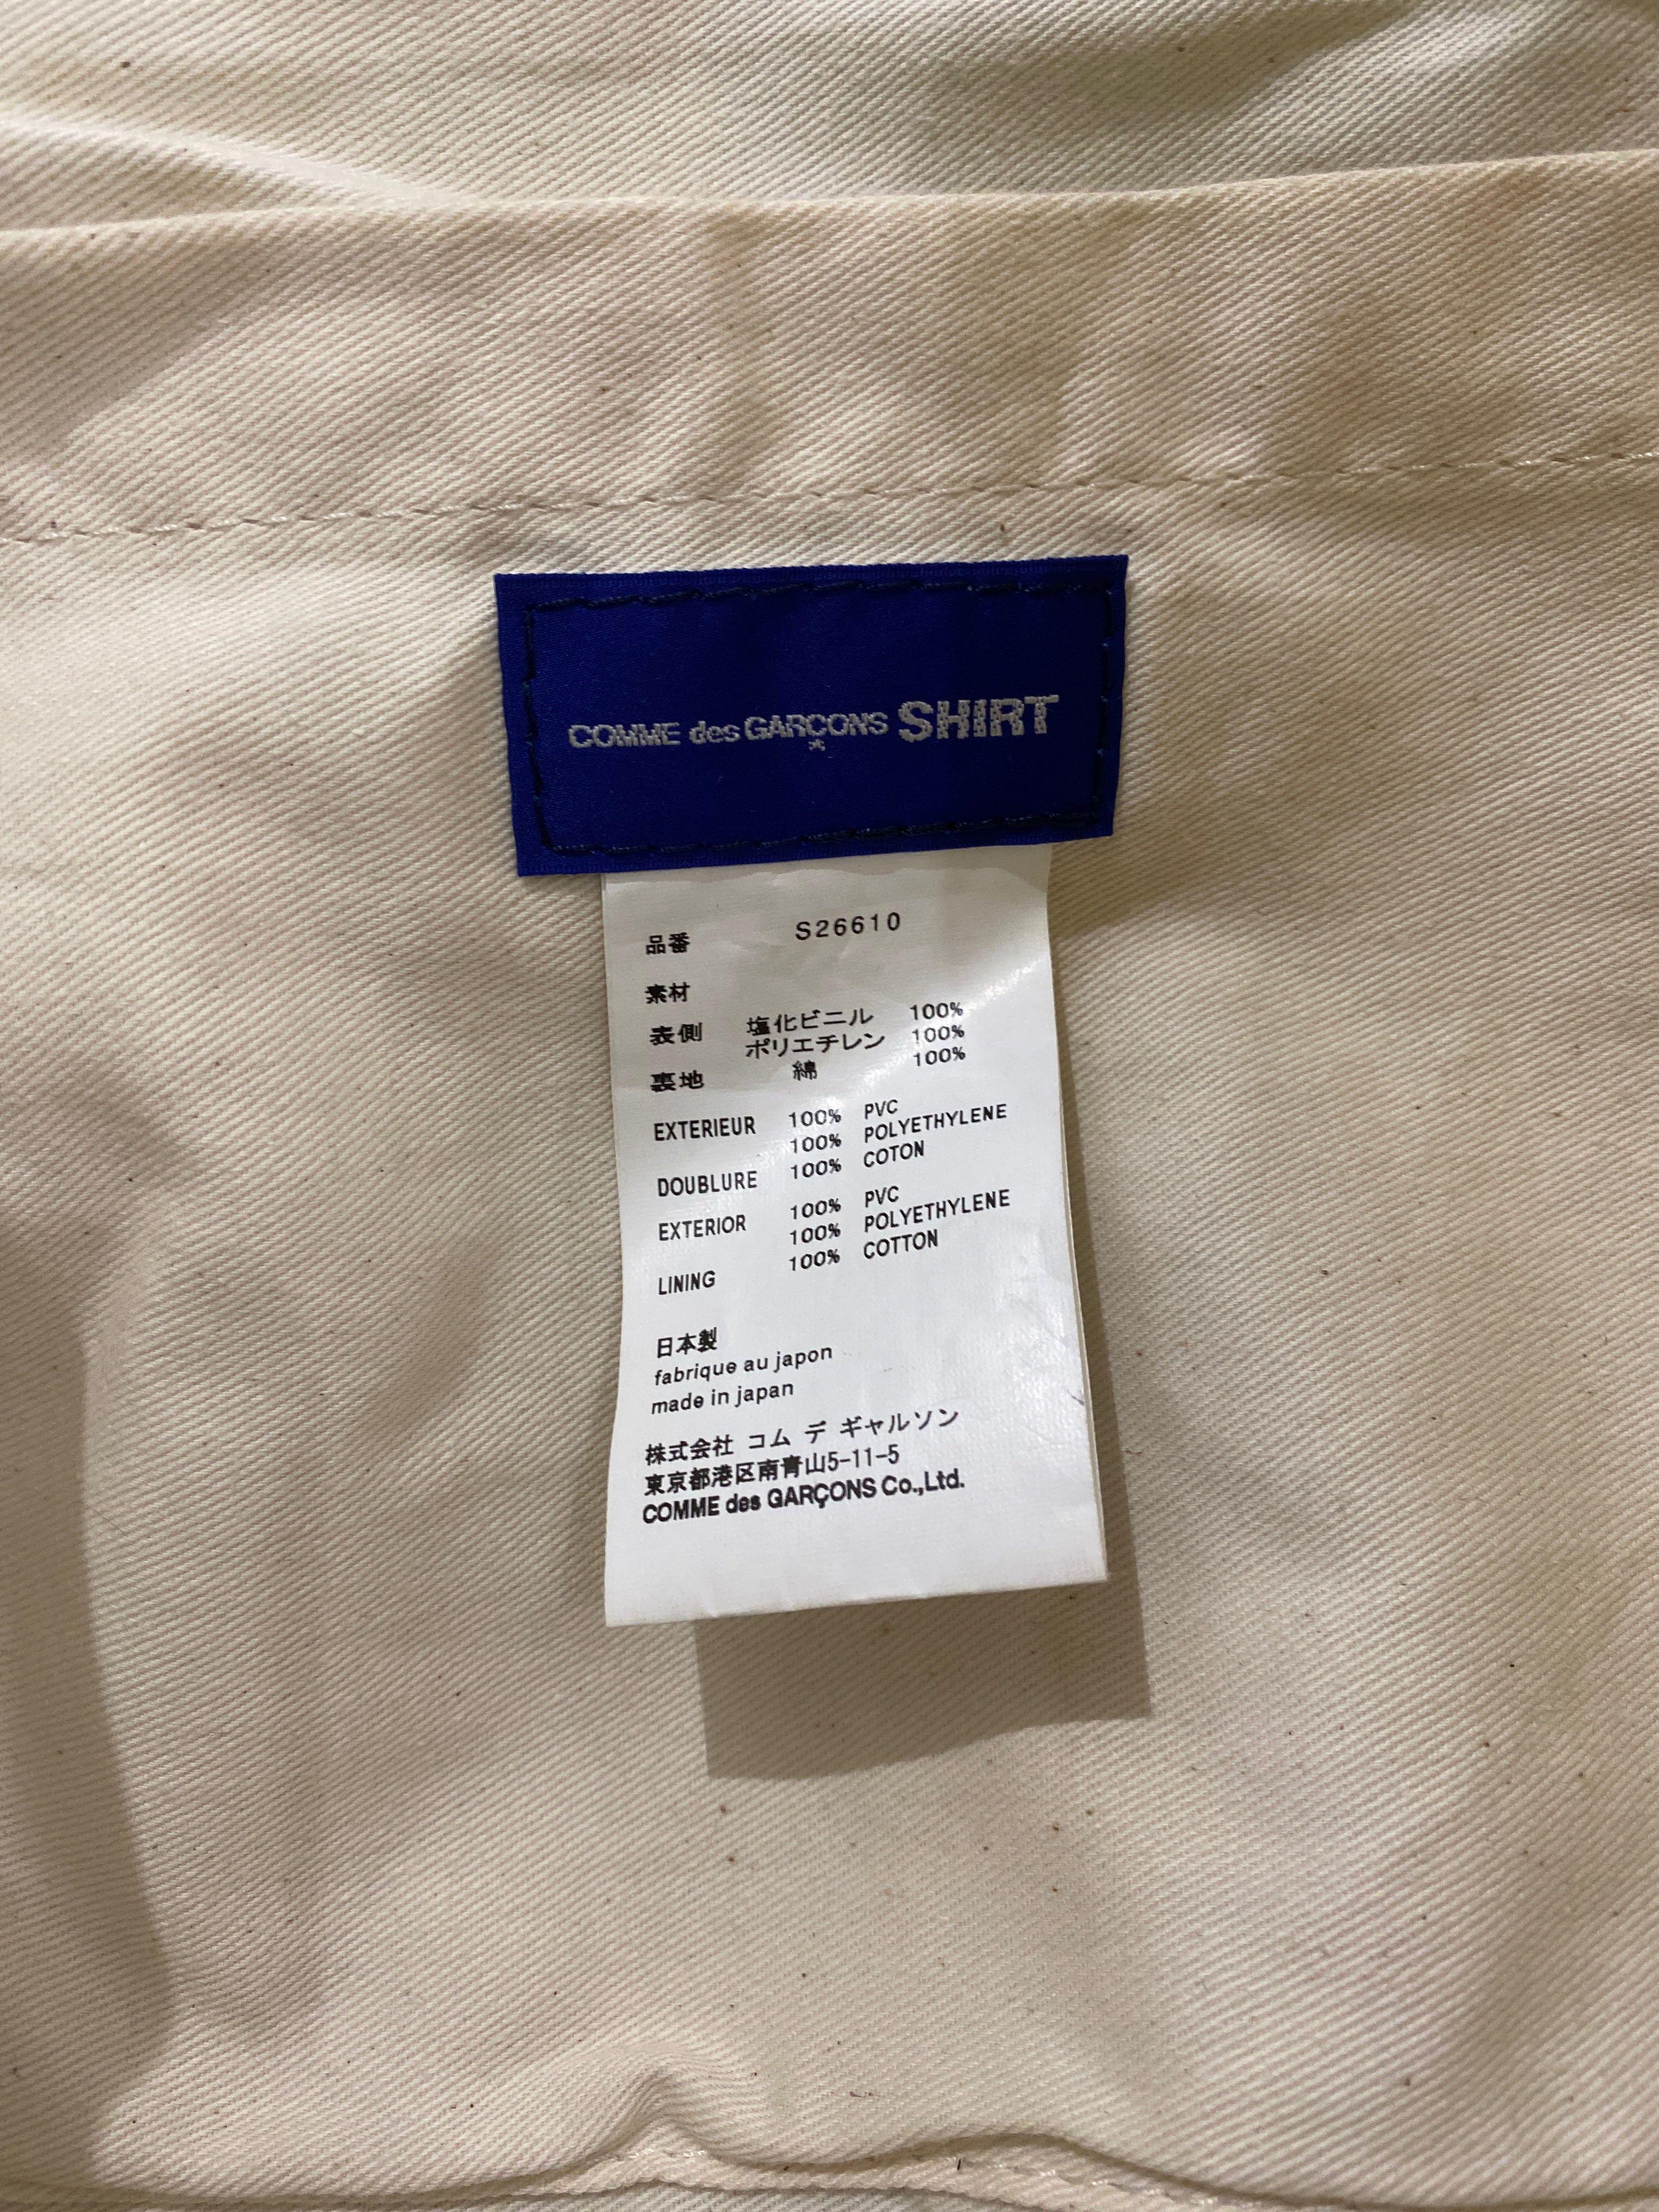 COMME des GARÇONS SHIRT
品番 S26610
素材
表側 塩化ビニル 100%
ポリエチレン 100%
裏地 綿 100%
EXTERIEUR 100% PVC
100% POLYETHYLENE
DOUBLURE 100% COTON
EXTERIOR 100% PVC
100% POLYETHYLENE
LINING 100% COTTON
日本製
fabrique au japon
made in japan
株式会社 コム デ ギャルソン
東京都港区南青山5-11-5
COMME des GARÇONS Co.,Ltd.